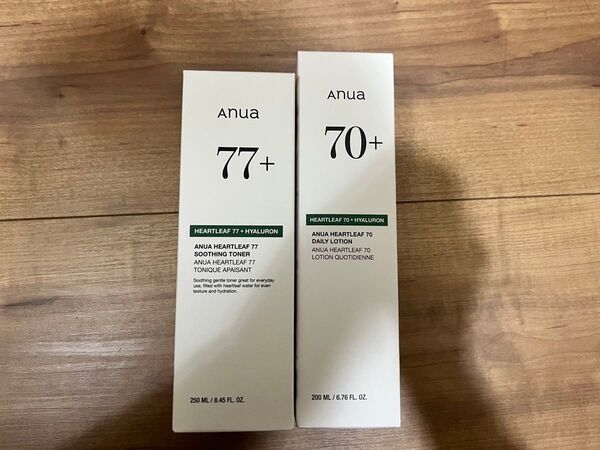 Anua
77+
HEARTLEAF 77 + HYALURON
ANUA HEARTLEAF 77
SOOTHING TONER
ANUA HEARTLEAF 77
TONIQUE APAISANT
Soothing gentle toner great for everyday
use, filled with heartleaf water for even
texture and hydration.
250 ML / 8.45 FL. OZ.
Anua
70+
HEARTLEAF 70 + HYALURON
ANUA HEARTLEAF 70
DAILY LOTION
ANUA HEARTLEAF 70
LOTION QUOTIDIENNE
200 ML / 6.76 FL. OZ.